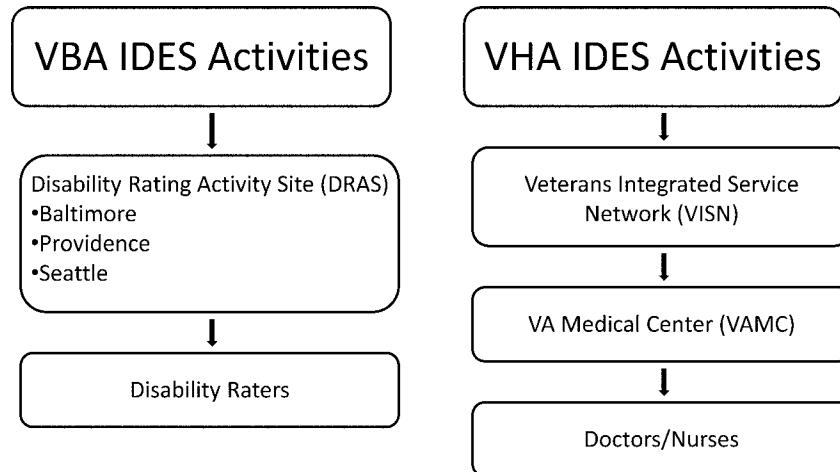 VBA IDES Activities
Disability Rating Activity Site (DRAS)
•Baltimore
•Providence
•Seattle
Disability Raters
VHA IDES Activities
Veterans Integrated Service
Network (VISN)
VA Medical Center (VAMC)
Doctors/Nurses